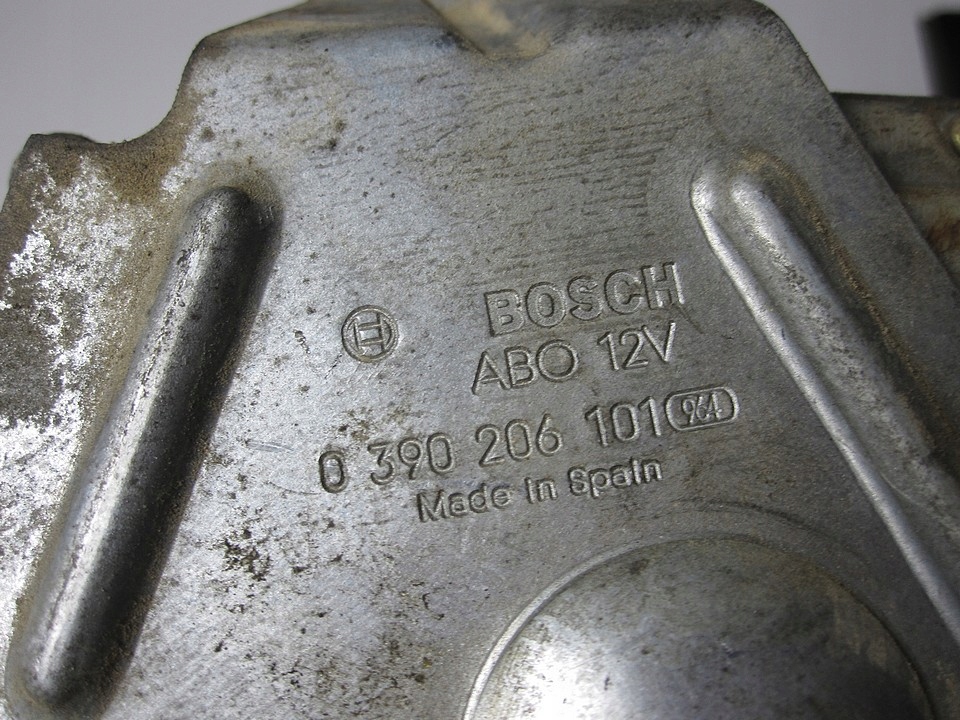 BOSCH
ABO 12V
0 390 206 101 964
Made in Spain